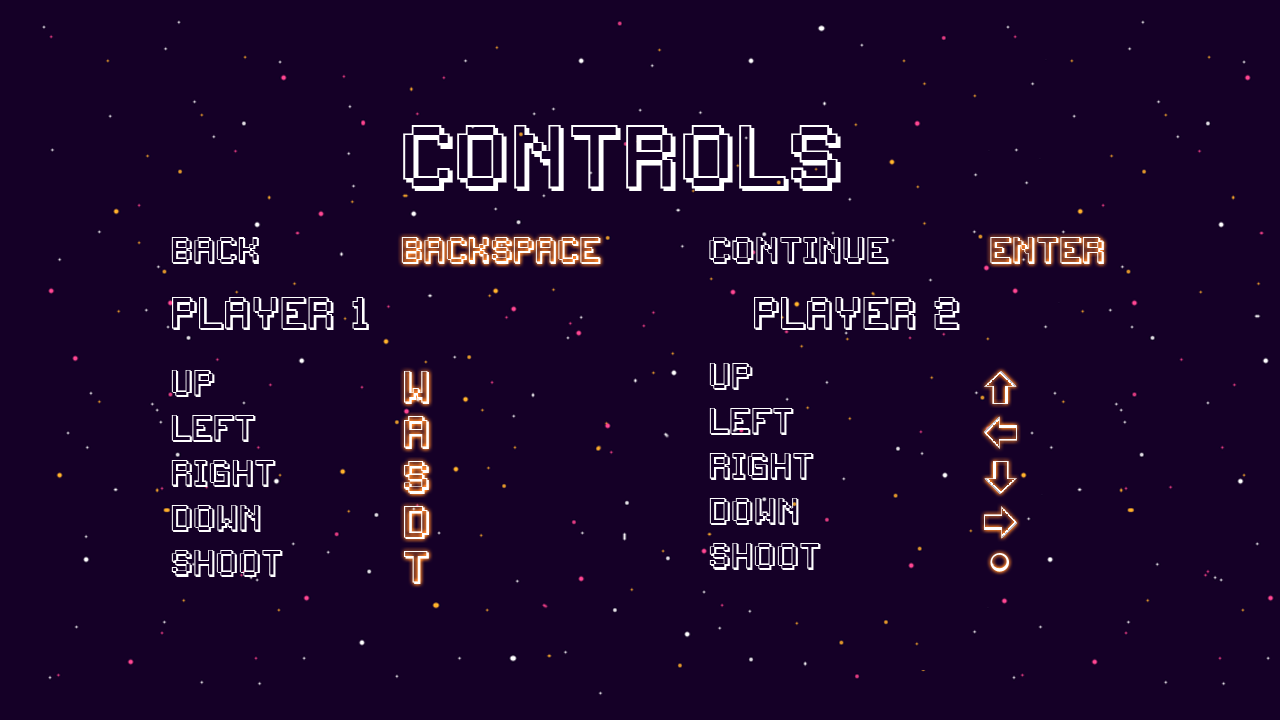 CONTROLS
BACK BACKSPACE CONTINUE ENTER
PLAYER 1 PLAYER 2
UP W UP ⇧
LEFT A LEFT ⇦
RIGHT S RIGHT ⇩
DOWN D DOWN ⇨
SHOOT T SHOOT ○